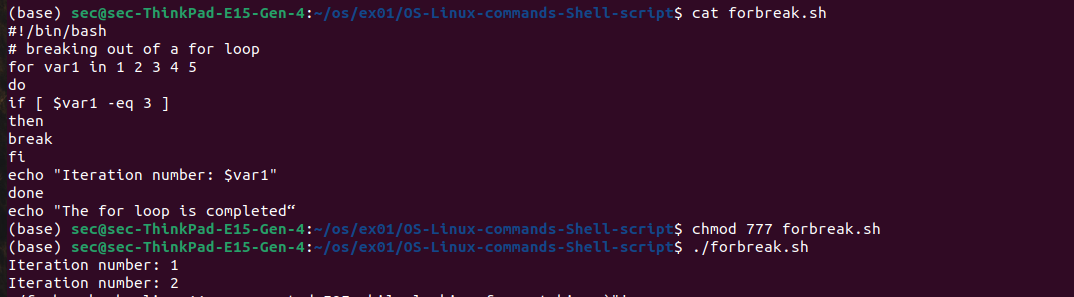 (base) sec@sec-ThinkPad-E15-Gen-4:~/os/ex01/OS-Linux-commands-Shell-script$ cat forbreak.sh
#!/bin/bash
# breaking out of a for loop
for var1 in 1 2 3 4 5
do
if [ $var1 -eq 3 ]
then
break
fi
echo "Iteration number: $var1"
done
echo "The for loop is completed“
(base) sec@sec-ThinkPad-E15-Gen-4:~/os/ex01/OS-Linux-commands-Shell-script$ chmod 777 forbreak.sh
(base) sec@sec-ThinkPad-E15-Gen-4:~/os/ex01/OS-Linux-commands-Shell-script$ ./forbreak.sh
Iteration number: 1
Iteration number: 2